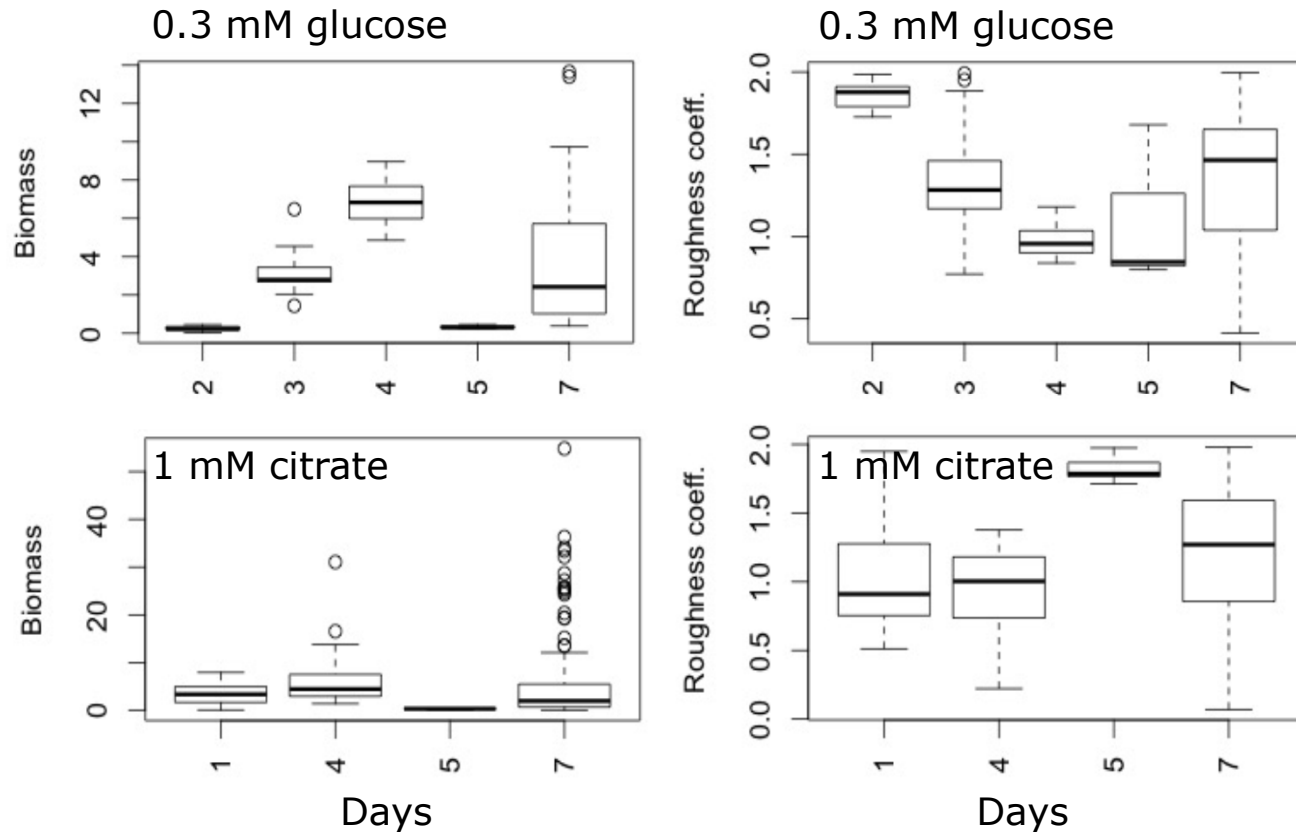 0.3 mM glucose
Biomass
0 4 8 12
2 3 4 5 7
0.3 mM glucose
Roughness coeff.
0.5 1.0 1.5 2.0
2 3 4 5 7
1 mM citrate
Biomass
0 20 40
1 4 5 7
Days
1 mM citrate
Roughness coeff.
0.0 0.5 1.0 1.5 2.0
1 4 5 7
Days